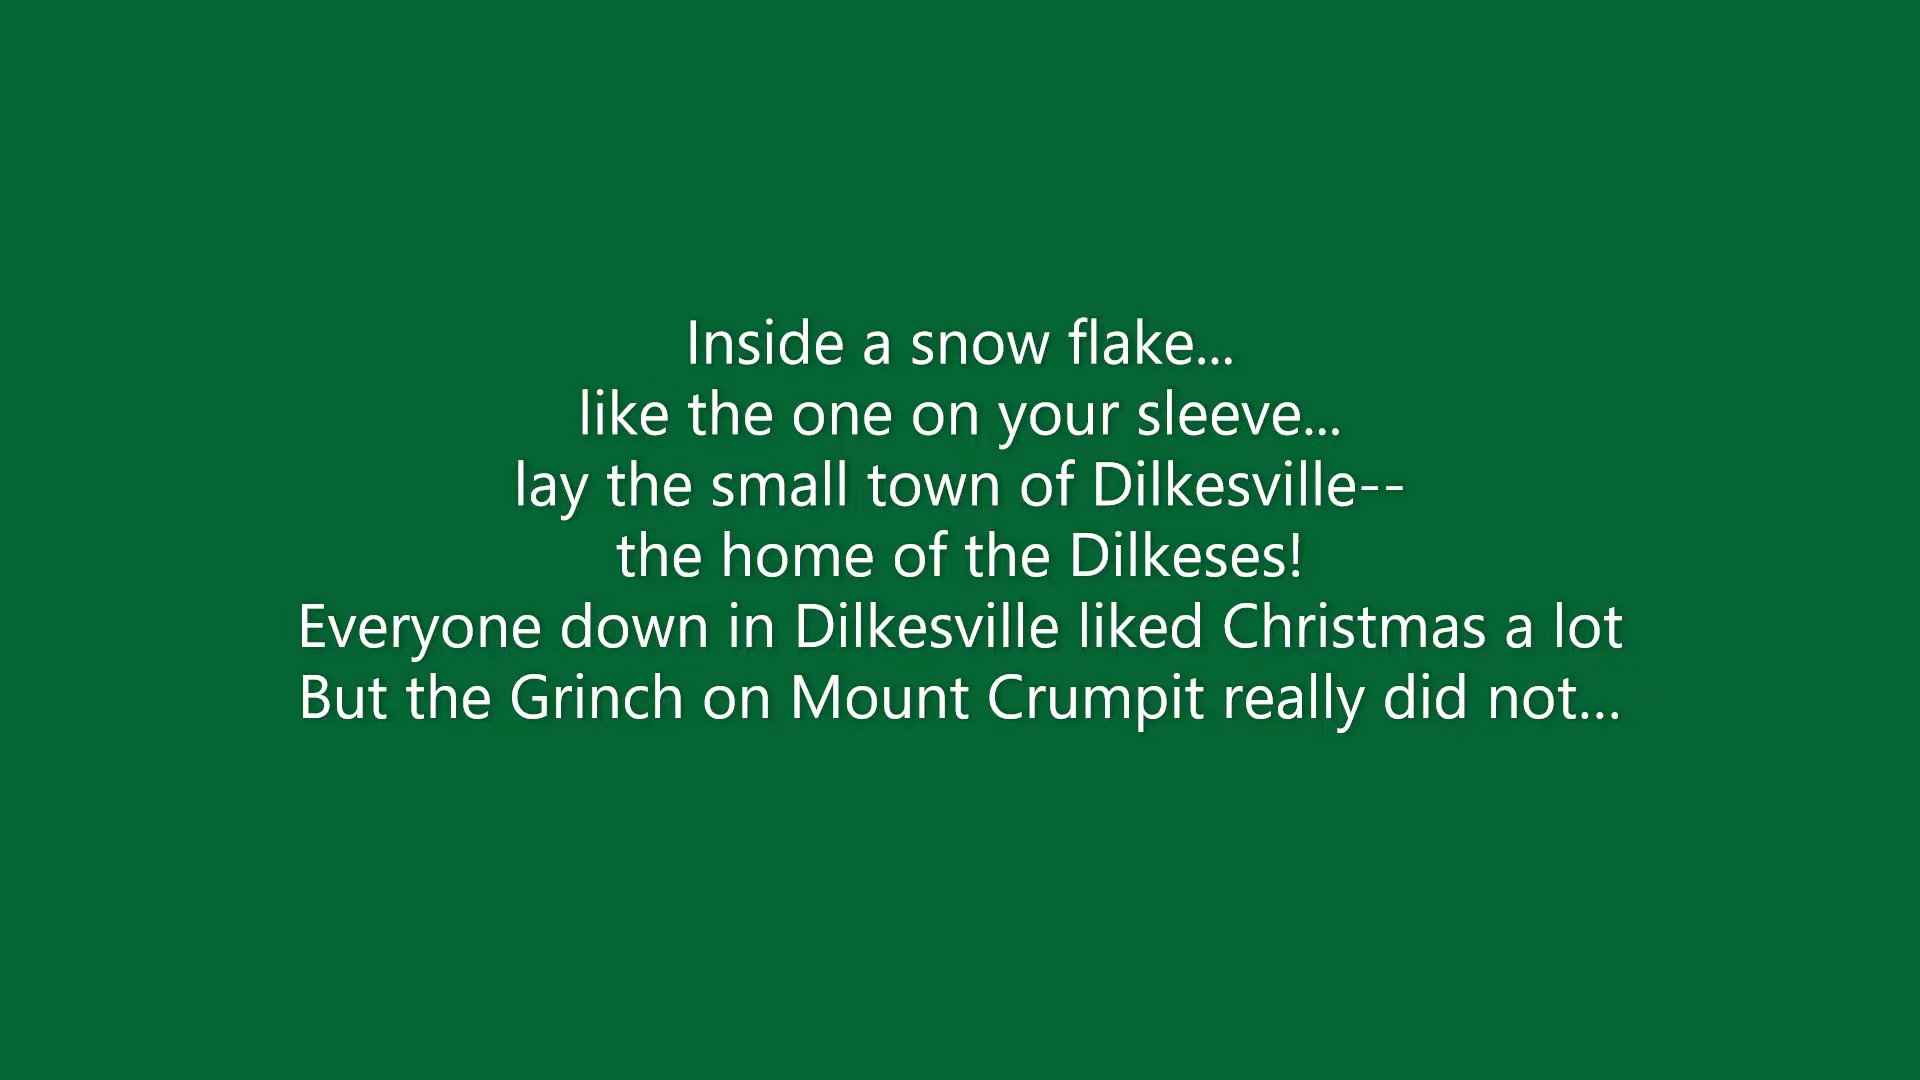 Inside a snow flake...
like the one on your sleeve...
lay the small town of Dilkesville--
the home of the Dilkeses!
Everyone down in Dilkesville liked Christmas a lot
But the Grinch on Mount Crumpit really did not...